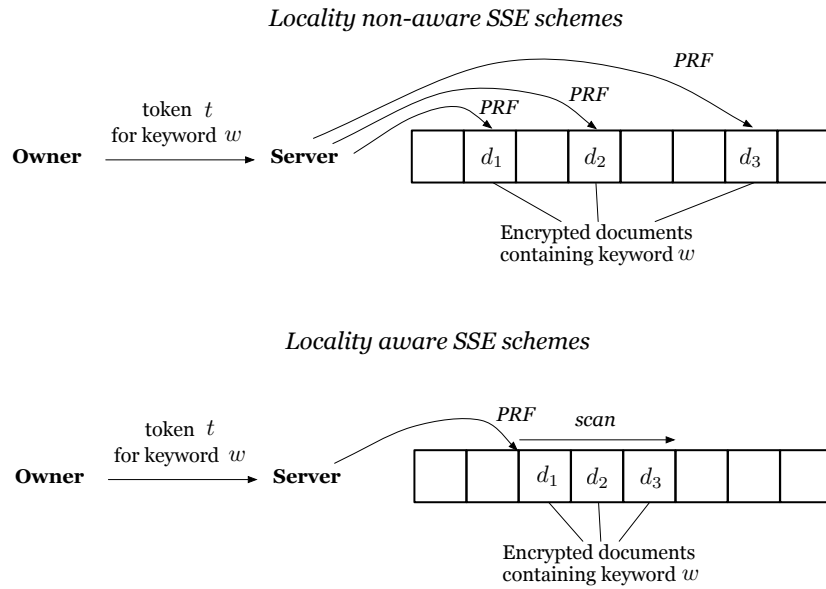 Locality non-aware SSE schemes
PRF
token t
for keyword w
PRF
PRF
Owner
Server
d1
d2
d3
Encrypted documents
containing keyword w
Locality aware SSE schemes
token t
for keyword w
PRF
scan
Owner
Server
d1
d2
d3
Encrypted documents
containing keyword w